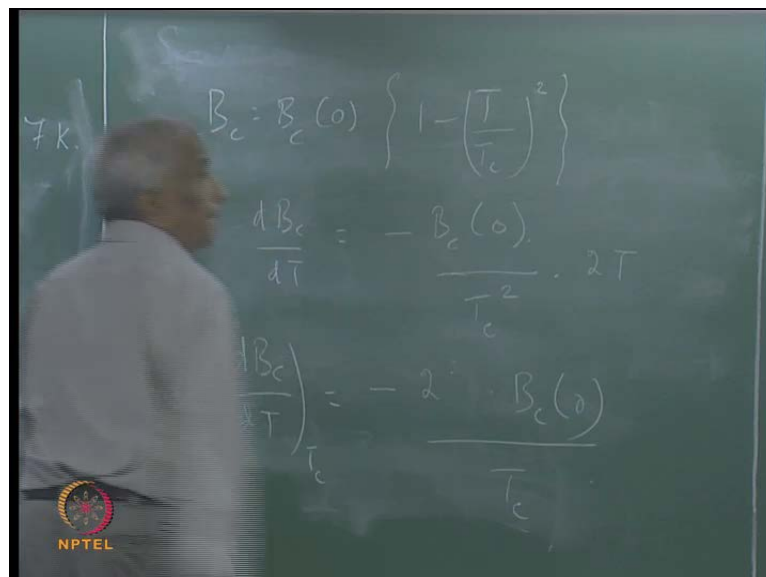 7K.
B_c = B_c(0) { 1 - (T/T_c)^2 }
dB_c/dT = - B_c(0)/T_c^2 . 2T
dB_c/dT )_{T_c} = - 2 . B_c(0)/T_c
NPTEL